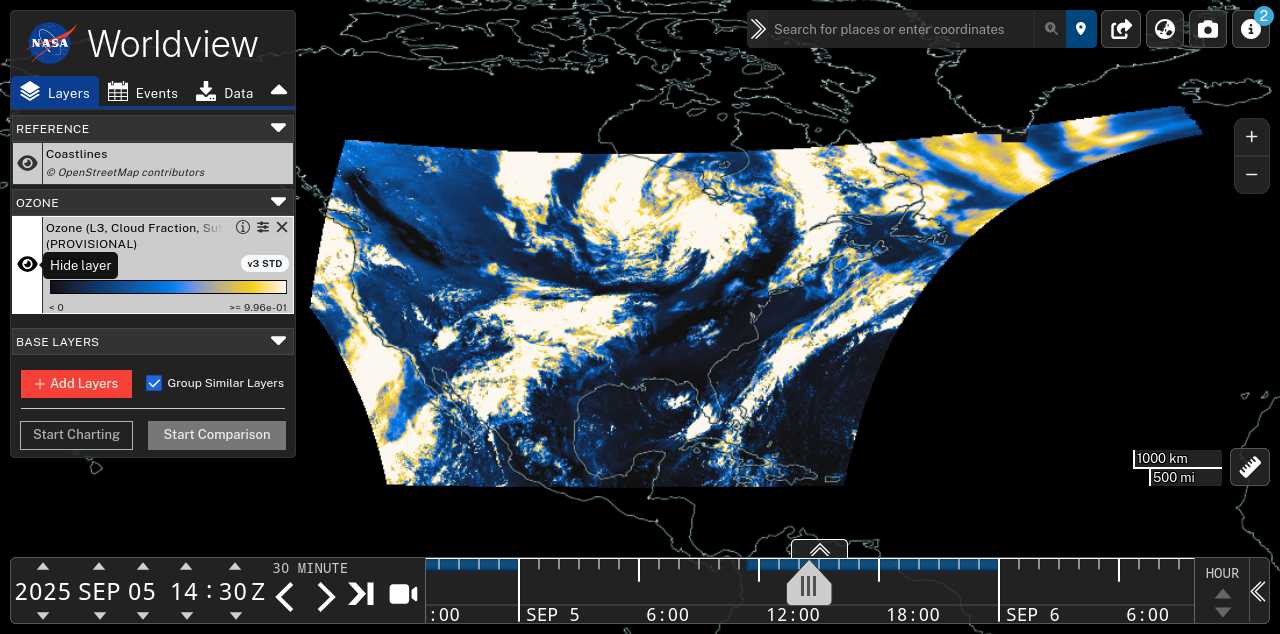 NASA
Worldview
Search for places or enter coordinates
2
Layers
Events
Data
REFERENCE
Coastlines
© OpenStreetMap contributors
OZONE
Ozone (L3, Cloud Fraction,
(PROVISIONAL)
Hide layer
v3 STD
< 0
>= 9.96e-01
BASE LAYERS
+ Add Layers
Group Similar Layers
Start Charting
Start Comparison
+
−
1000 km
500 mi
2025 SEP 05 14 : 30 Z
30 MINUTE
:00
SEP 5
6:00
12:00
18:00
SEP 6
6:00
HOUR